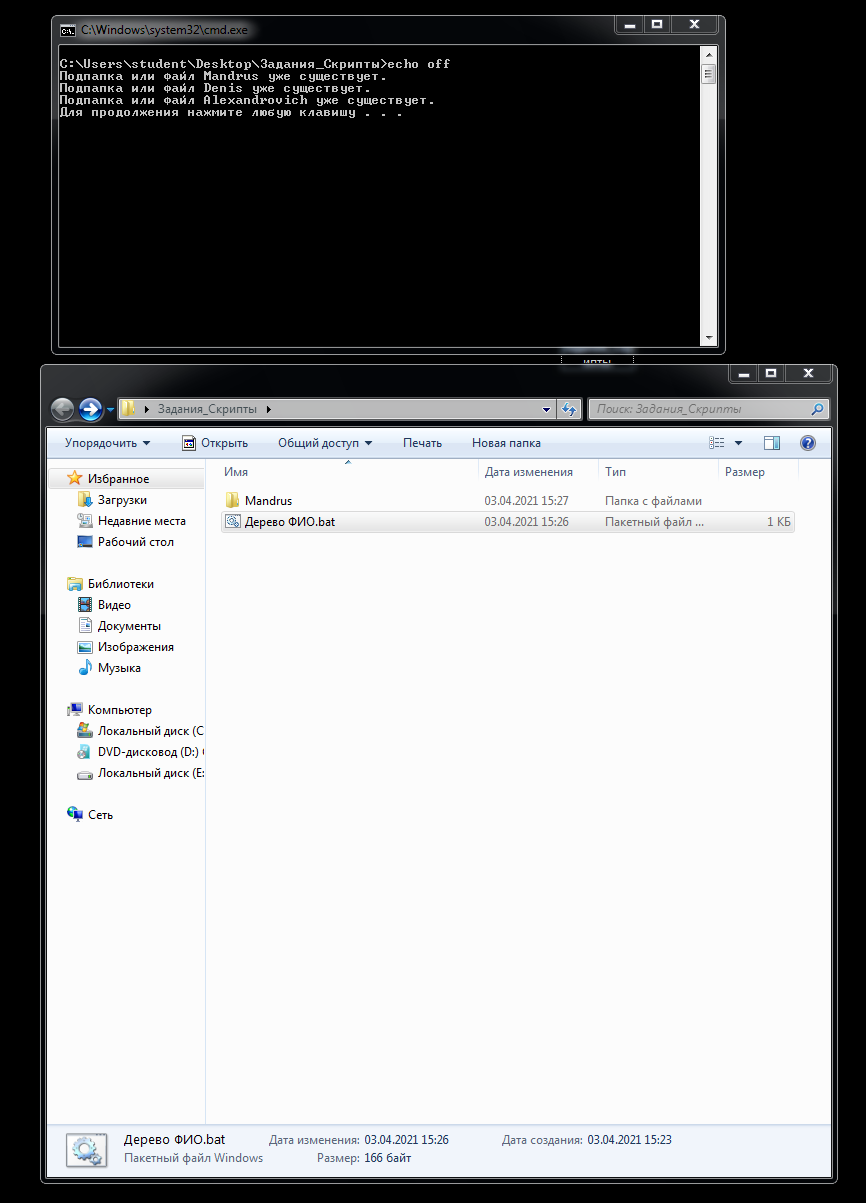 C:\Windows\system32\cmd.exe
C:\Users\student\Desktop\Задания_Скрипты>echo off
Подпапка или файл Mandrus уже существует.
Подпапка или файл Denis уже существует.
Подпапка или файл Alexandrovich уже существует.
Для продолжения нажмите любую клавишу . . .
Задания_Скрипты
Поиск: Задания_Скрипты
Упорядочить Открыть Общий доступ Печать Новая папка
Имя Дата изменения Тип Размер
Mandrus 03.04.2021 15:27 Папка с файлами
Дерево ФИО.bat 03.04.2021 15:26 Пакетный файл ... 1 КБ
Избранное
Загрузки
Недавние места
Рабочий стол
Библиотеки
Видео
Документы
Изображения
Музыка
Компьютер
Локальный диск (C
DVD-дисковод (D:)
Локальный диск (E:
Сеть
Дерево ФИО.bat Дата изменения: 03.04.2021 15:26 Дата создания: 03.04.2021 15:23
Пакетный файл Windows Размер: 166 байт